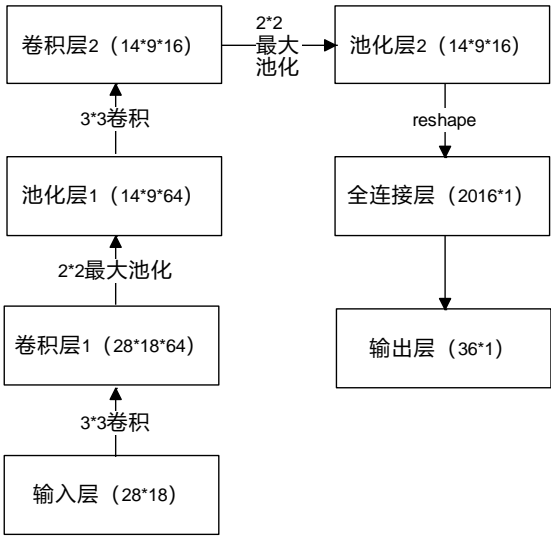 输入层（28*18）
3*3卷积
卷积层1（28*18*64）
2*2最大池化
池化层1（14*9*64）
3*3卷积
卷积层2（14*9*16）
2*2
最大
池化
池化层2（14*9*16）
reshape
全连接层（2016*1）
输出层（36*1）